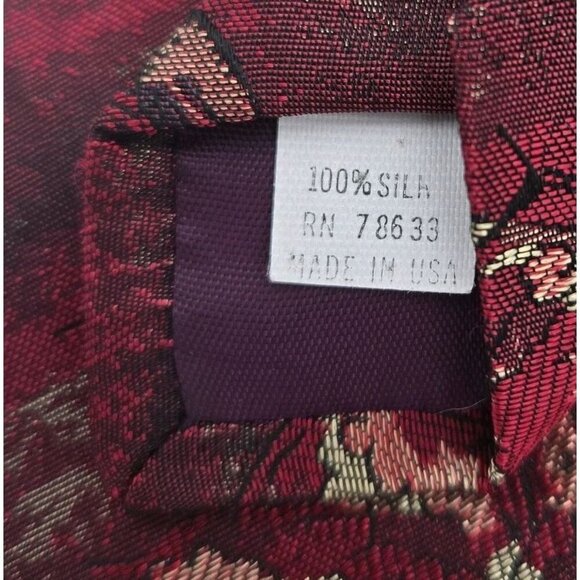 100% SILK
RN 78633
MADE IN USA